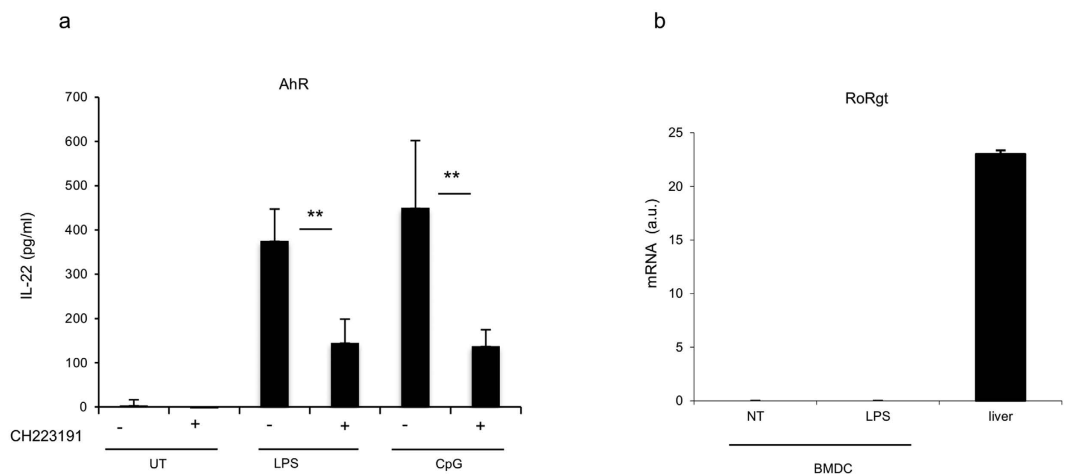 a
AhR
IL-22 (pg/ml)
700
600
500
400
300
200
100
0
**
**
CH223191
- + - + - +
UT LPS CpG
b
RoRgt
mRNA (a.u.)
25
20
15
10
5
0
NT LPS liver
BMDC